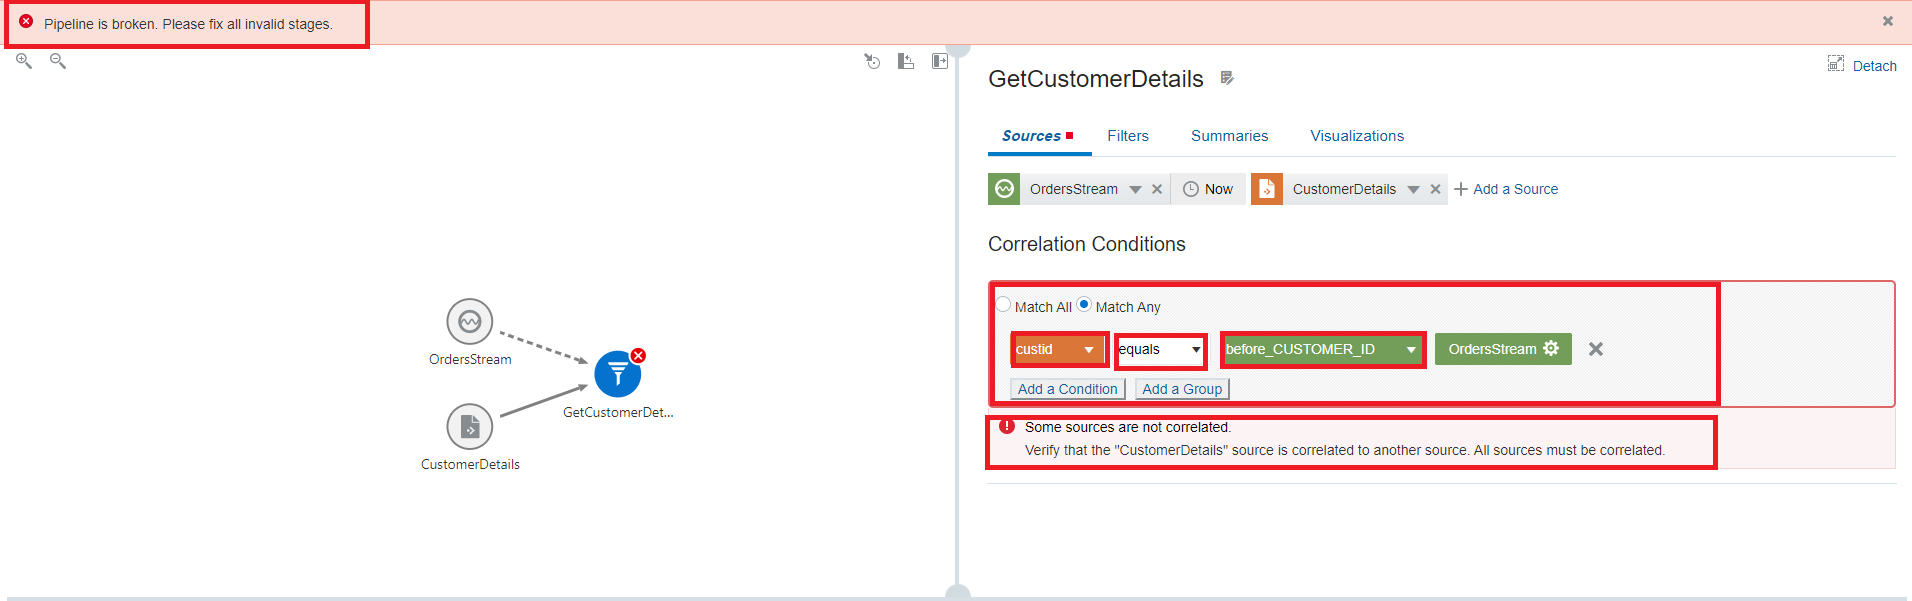 Pipeline is broken. Please fix all invalid stages.
Detach
GetCustomerDetails
Sources Filters Summaries Visualizations
OrdersStream Now CustomerDetails Add a Source
Correlation Conditions
Match All Match Any
custid equals before_CUSTOMER_ID OrdersStream
Add a Condition Add a Group
Some sources are not correlated.
Verify that the "CustomerDetails" source is correlated to another source. All sources must be correlated.
OrdersStream
GetCustomerDet...
CustomerDetails